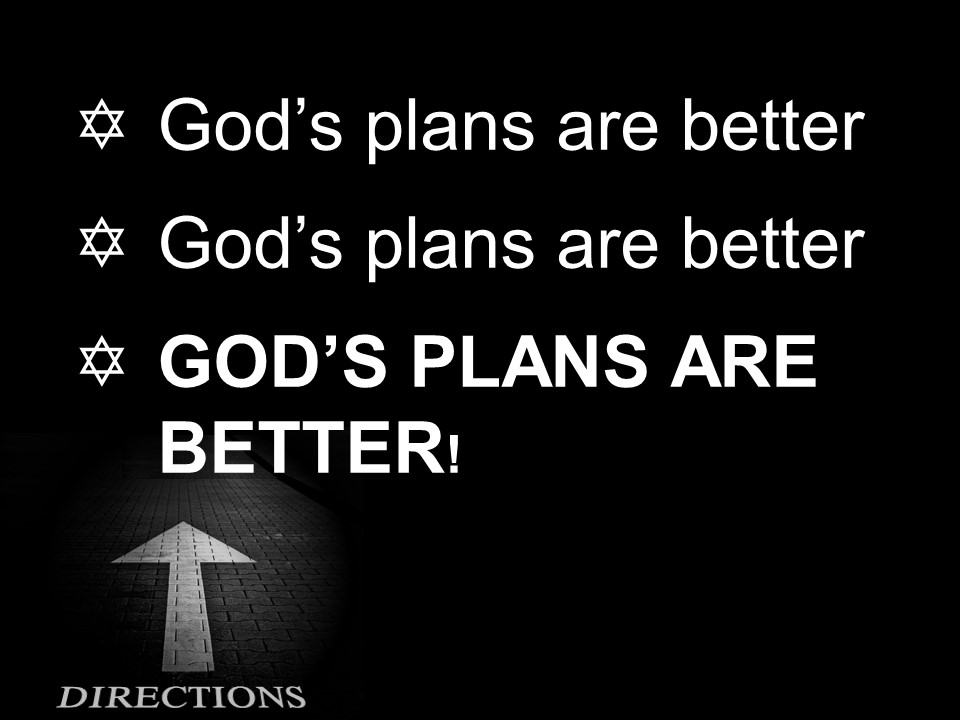 ✡ God’s plans are better
✡ God’s plans are better
✡ GOD’S PLANS ARE
BETTER!
DIRECTIONS